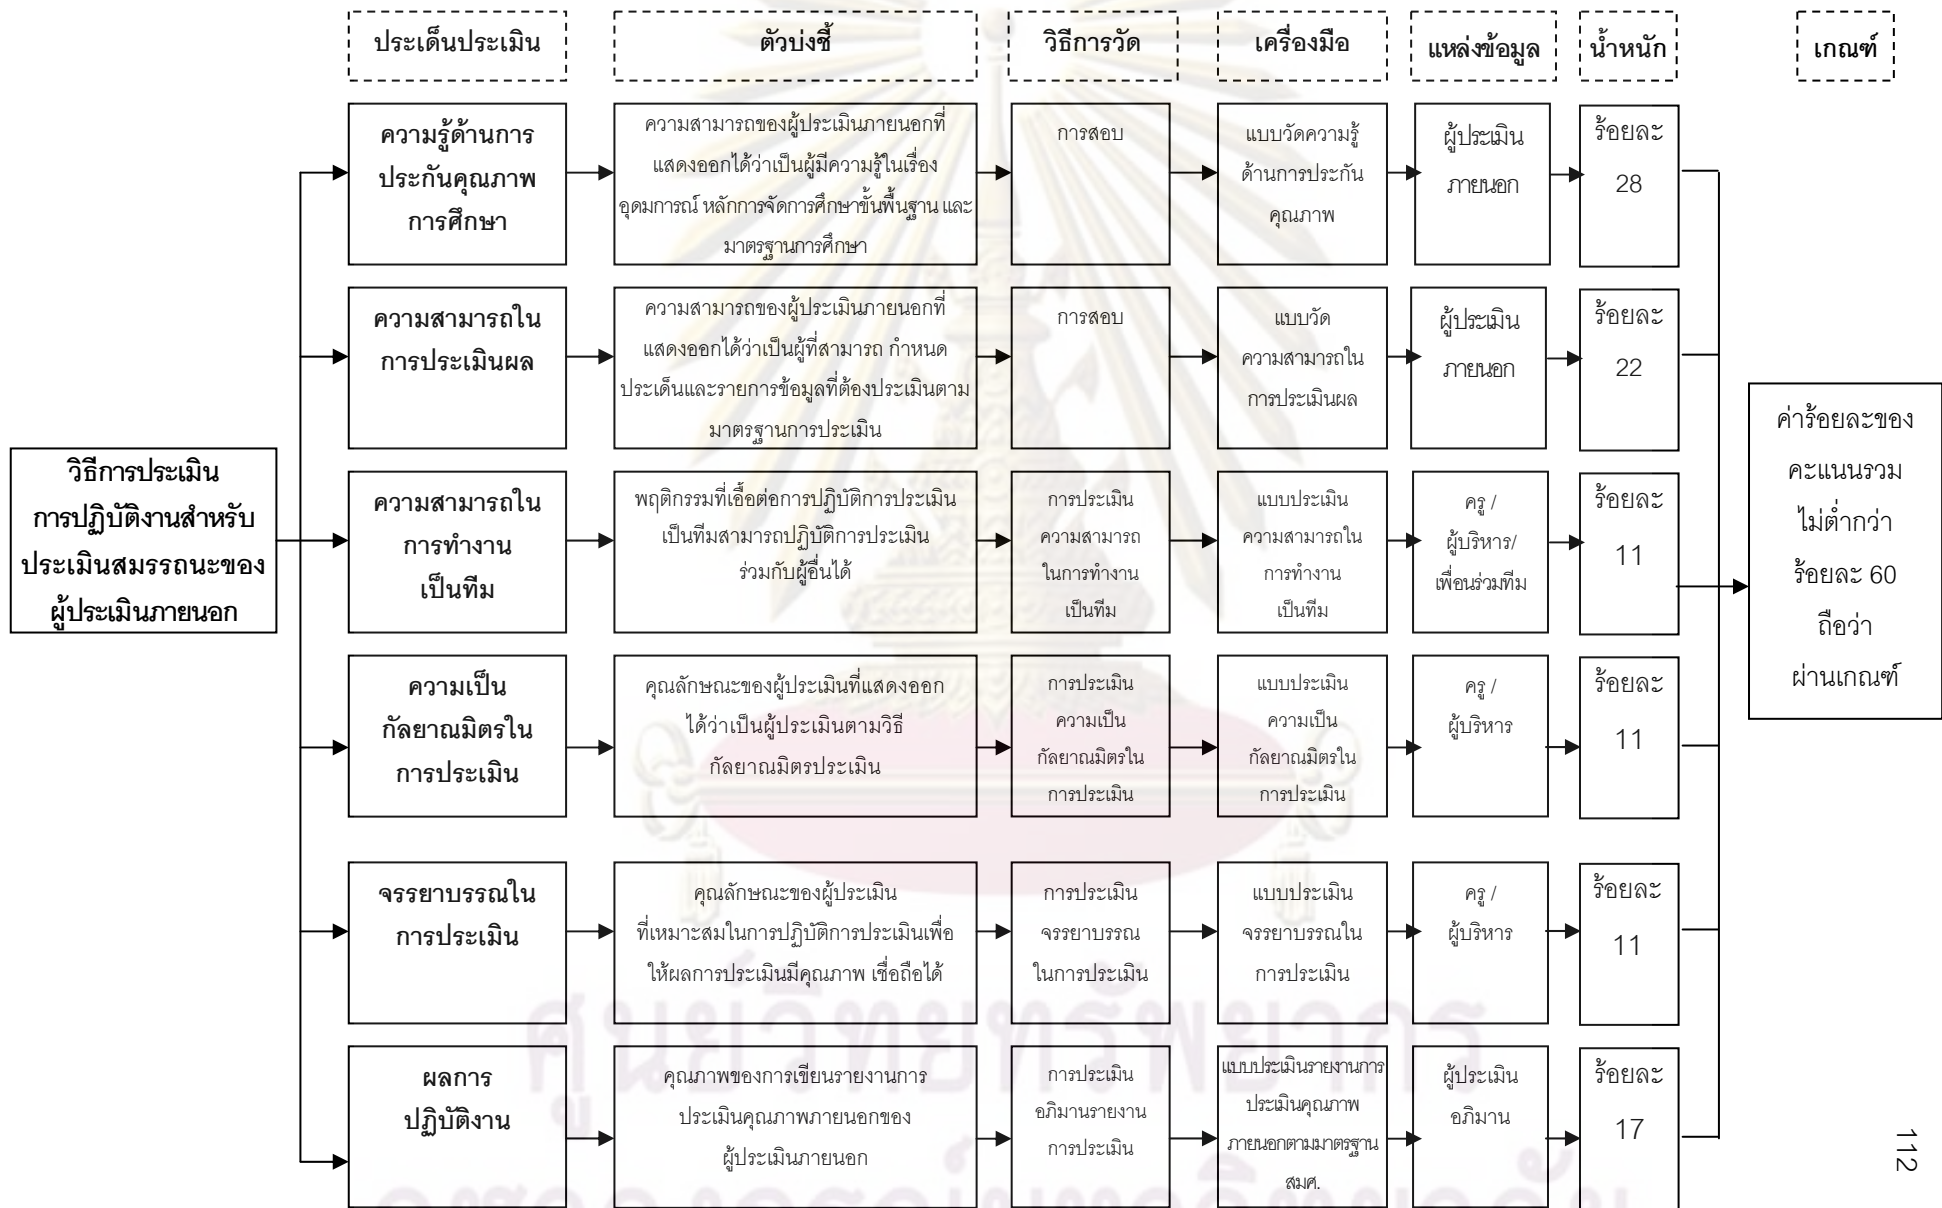 ประเด็นประเมิน
ตัวบ่งชี้
วิธีการวัด
เครื่องมือ
แหล่งข้อมูล
น้ำหนัก
เกณฑ์
วิธีการประเมิน
การปฏิบัติงานสำหรับ
ประเมินสมรรถนะของ
ผู้ประเมินภายนอก
ความรู้ด้านการ
ประกันคุณภาพ
การศึกษา
ความสามารถของผู้ประเมินภายนอกที่
แสดงออกได้ว่าเป็นผู้มีความรู้ในเรื่อง
อุดมการณ์ หลักการจัดการศึกษาขั้นพื้นฐาน และ
มาตรฐานการศึกษา
การสอบ
แบบวัดความรู้
ด้านการประกัน
คุณภาพ
ผู้ประเมิน
ภายนอก
ร้อยละ
28
ความสามารถใน
การประเมินผล
ความสามารถของผู้ประเมินภายนอกที่
แสดงออกได้ว่าเป็นผู้ที่สามารถ กำหนด
ประเด็นและรายการข้อมูลที่ต้องประเมินตาม
มาตรฐานการประเมิน
การสอบ
แบบวัด
ความสามารถใน
การประเมินผล
ผู้ประเมิน
ภายนอก
ร้อยละ
22
ความสามารถใน
การทำงาน
เป็นทีม
พฤติกรรมที่เอื้อต่อการปฏิบัติการประเมิน
เป็นทีมสามารถปฏิบัติการประเมิน
ร่วมกับผู้อื่นได้
การประเมิน
ความสามารถ
ในการทำงาน
เป็นทีม
แบบประเมิน
ความสามารถใน
การทำงาน
เป็นทีม
ครู /
ผู้บริหาร/
เพื่อนร่วมทีม
ร้อยละ
11
ความเป็น
กัลยาณมิตรใน
การประเมิน
คุณลักษณะของผู้ประเมินที่แสดงออก
ได้ว่าเป็นผู้ประเมินตามวิธี
กัลยาณมิตรประเมิน
การประเมิน
ความเป็น
กัลยาณมิตรใน
การประเมิน
แบบประเมิน
ความเป็น
กัลยาณมิตรใน
การประเมิน
ครู /
ผู้บริหาร
ร้อยละ
11
จรรยาบรรณใน
การประเมิน
คุณลักษณะของผู้ประเมิน
ที่เหมาะสมในการปฏิบัติการประเมินเพื่อ
ให้ผลการประเมินมีคุณภาพ เชื่อถือได้
การประเมิน
จรรยาบรรณ
ในการประเมิน
แบบประเมิน
จรรยาบรรณใน
การประเมิน
ครู /
ผู้บริหาร
ร้อยละ
11
ผลการ
ปฏิบัติงาน
คุณภาพของการเขียนรายงานการ
ประเมินคุณภาพภายนอกของ
ผู้ประเมินภายนอก
การประเมิน
อภิมานรายงาน
การประเมิน
แบบประเมินรายงานการ
ประเมินคุณภาพ
ภายนอกตามมาตรฐาน
สมศ.
ผู้ประเมิน
อภิมาน
ร้อยละ
17
ค่าร้อยละของ
คะแนนรวม
ไม่ต่ำกว่า
ร้อยละ 60
ถือว่า
ผ่านเกณฑ์
112
ศูนย์วิทยทรัพยากร
จุฬาลงกรณ์มหาวิทยาลัย